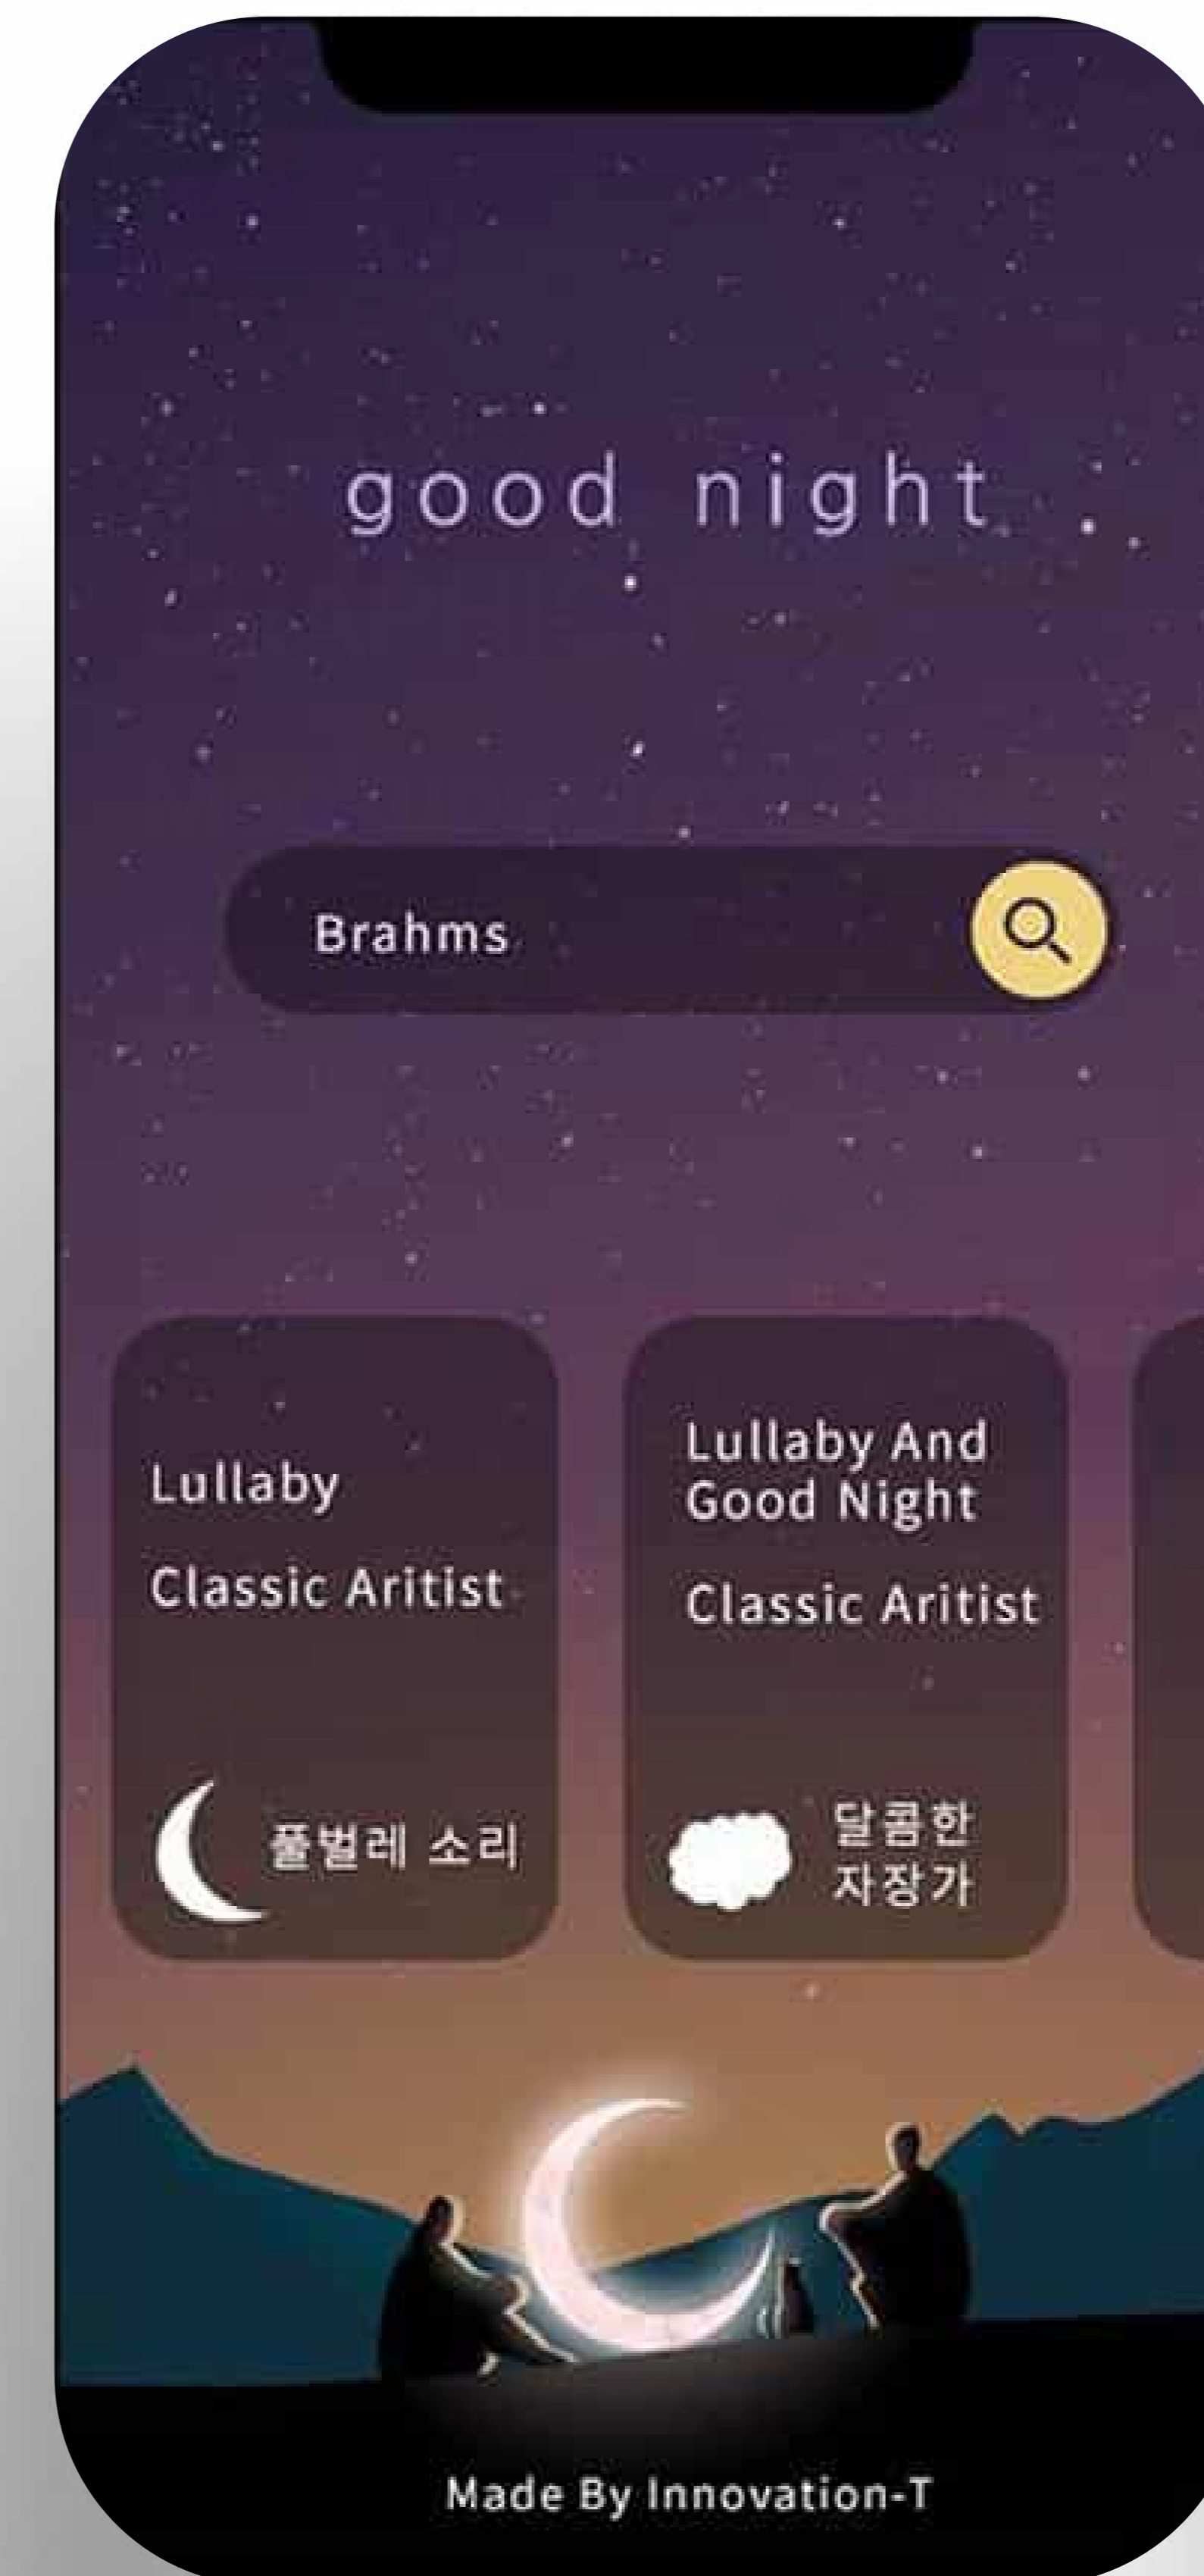 good night
Brahms
Lullaby
Classic Aritist
풀벌레 소리
Lullaby And
Good Night
Classic Aritist
달콤한
자장가
Made By Innovation-T